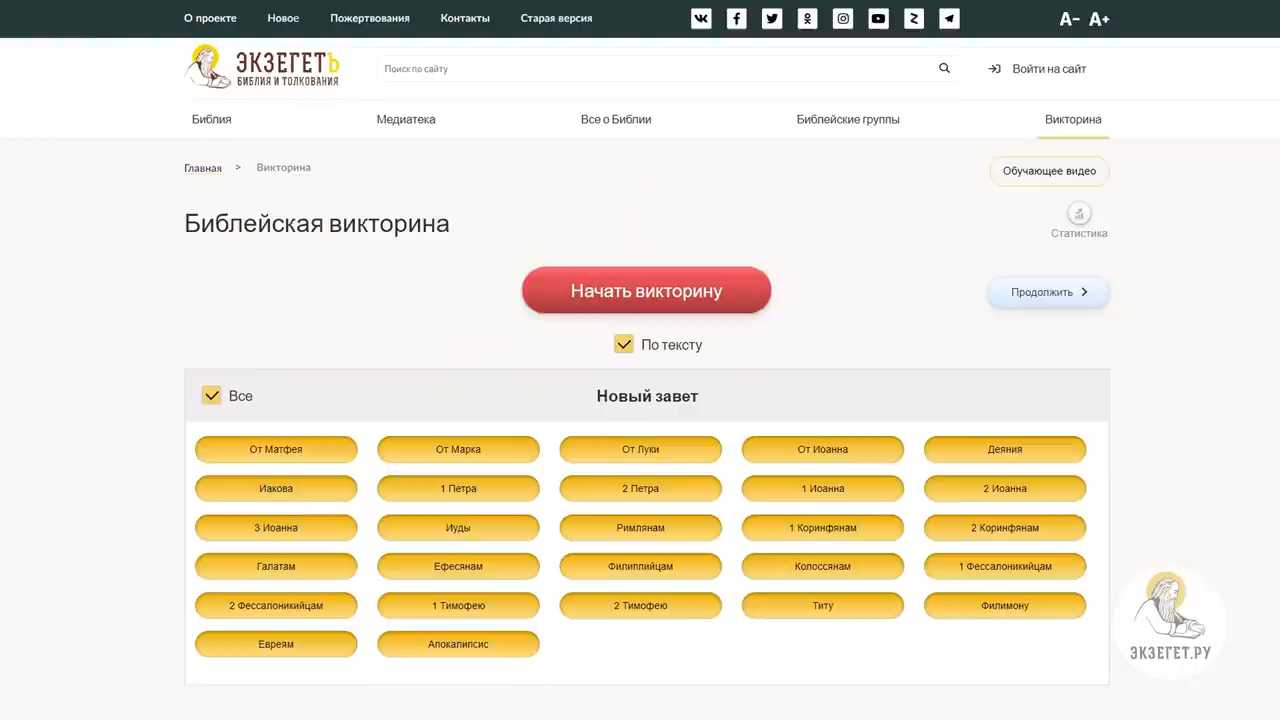 О проекте Новое Пожертвования Контакты Старая версия A- A+
ЭКЗЕГЕТЪ
БИБЛИЯ И ТОЛКОВАНИЯ
Поиск по сайту
Войти на сайт
Библия Медиатека Все о Библии Библейские группы Викторина
Главная > Викторина
Обучающее видео
Библейская викторина
Статистика
Начать викторину
Продолжить
По тексту
Все Новый завет
От Матфея От Марка От Луки От Иоанна Деяния
Иакова 1 Петра 2 Петра 1 Иоанна 2 Иоанна
3 Иоанна Иуды Римлянам 1 Коринфянам 2 Коринфянам
Галатам Ефесянам Филиппийцам Колоссянам 1 Фессалоникийцам
2 Фессалоникийцам 1 Тимофею 2 Тимофею Титу Филимону
Евреям Апокалипсис
ЭКЗЕГЕТ.РУ